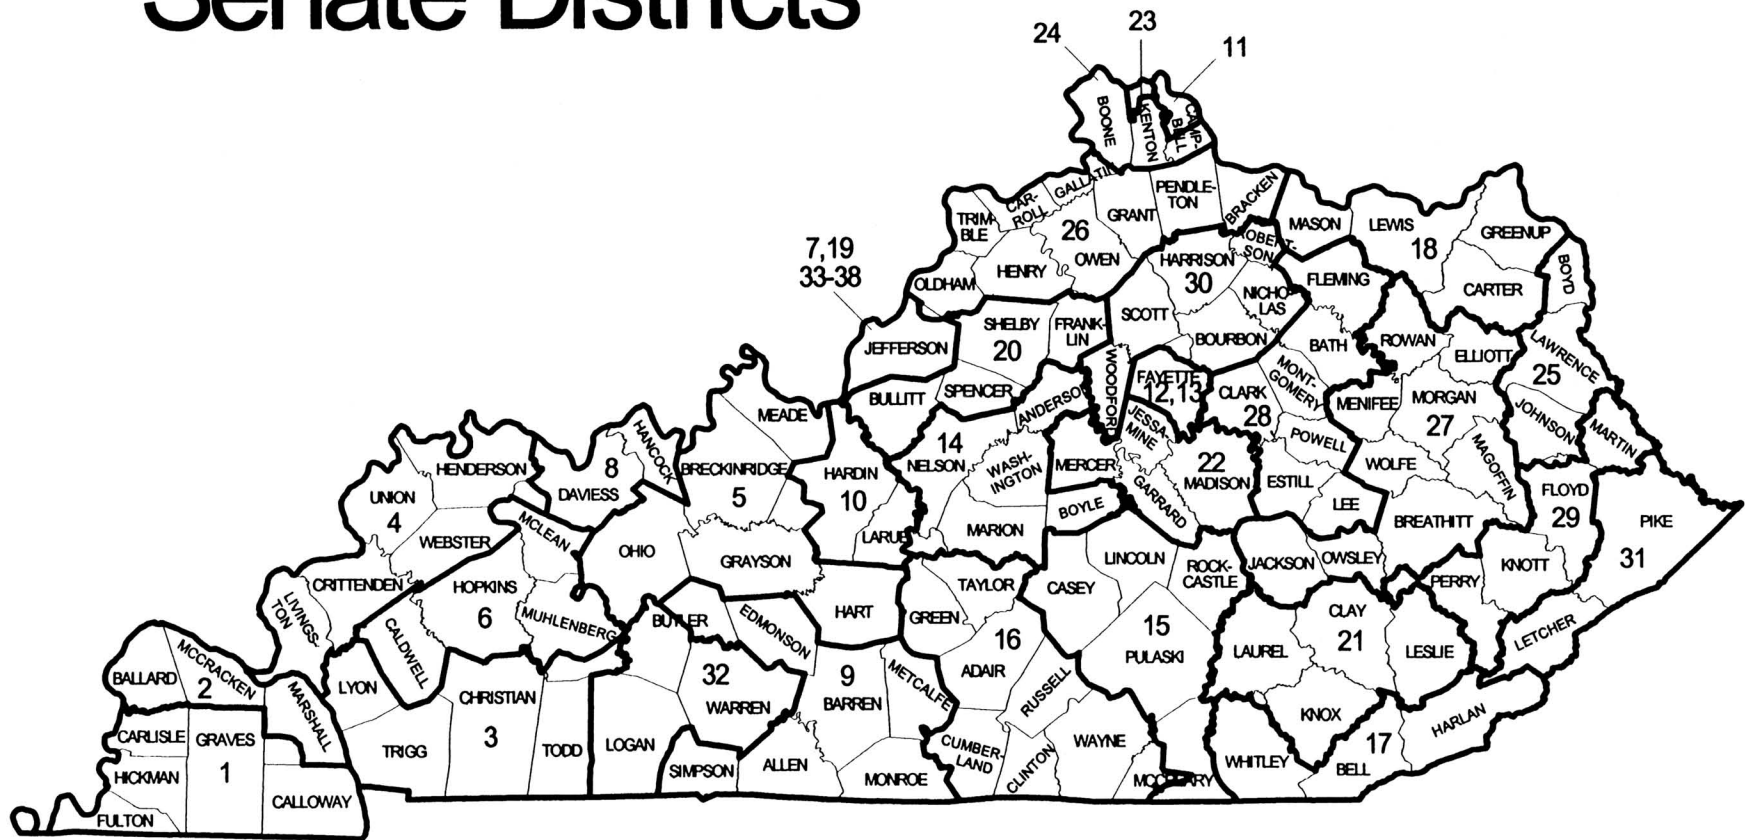 Senate Districts
24
23
11
BOONE
KENTON
CAMP-
BELL
7,19
33-38
TRIM-
BLE
CAR-
ROLL
GALLATIN
GRANT
PENDLE-
TON
BRACKEN
26
OWEN
HENRY
OLDHAM
HARRISON
30
ROBERT-
SON
MASON
LEWIS
18
GREENUP
FLEMING
CARTER
BOYD
NICHO-
LAS
SCOTT
BOURBON
JEFFERSON
SHELBY
20
FRANK-
LIN
SPENCER
BULLITT
ANDERSON
WOODFORD
FAYETTE
12,13
CLARK
28
MONT-
GOMERY
BATH
ROWAN
ELLIOTT
LAWRENCE
25
MENIFEE
MORGAN
27
JOHNSON
MARTIN
MAGOFFIN
POWELL
WOLFE
JESSA-
MINE
22
MADISON
GARRARD
ESTILL
LEE
MERCER
BOYLE
14
NELSON
WASH-
INGTON
MARION
MEADE
BRECKINRIDGE
5
HARDIN
10
LARUE
HANCOCK
8
DAVIESS
HENDERSON
UNION
4
WEBSTER
MCLEAN
OHIO
GRAYSON
BREATHITT
FLOYD
29
PIKE
31
KNOTT
PERRY
LETCHER
OWSLEY
JACKSON
ROCK-
CASTLE
LINCOLN
CASEY
TAYLOR
GREEN
HART
CRITTENDEN
LIVINGS-
TON
HOPKINS
6
MUHLENBERG
BUTLER
EDMONSON
CALDWELL
LYON
CHRISTIAN
3
TRIGG
TODD
LOGAN
32
WARREN
SIMPSON
9
BARREN
METCALFE
ALLEN
MONROE
16
ADAIR
RUSSELL
CUMBER-
LAND
CLINTON
WAYNE
15
PULASKI
MCCREARY
LAUREL
CLAY
21
LESLIE
KNOX
WHITLEY
17
BELL
HARLAN
BALLARD
MCCRACKEN
2
MARSHALL
CARLISLE
GRAVES
1
HICKMAN
FULTON
CALLOWAY